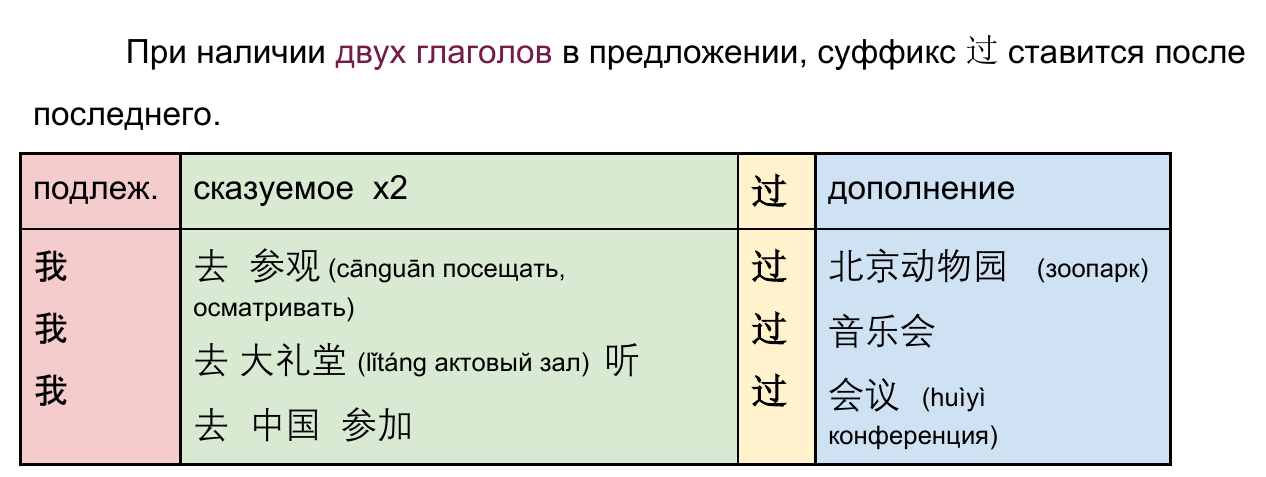 При наличии двух глаголов в предложении, суффикс 过 ставится после
последнего.
подлеж. сказуемое x2 过 дополнение
我 去 参观 (cānguān посещать, осматривать) 过 北京动物园 (зоопарк)
我 去 大礼堂 (lǐtáng актовый зал) 听 过 音乐会
我 去 中国 参加 过 会议 (huìyì конференция)